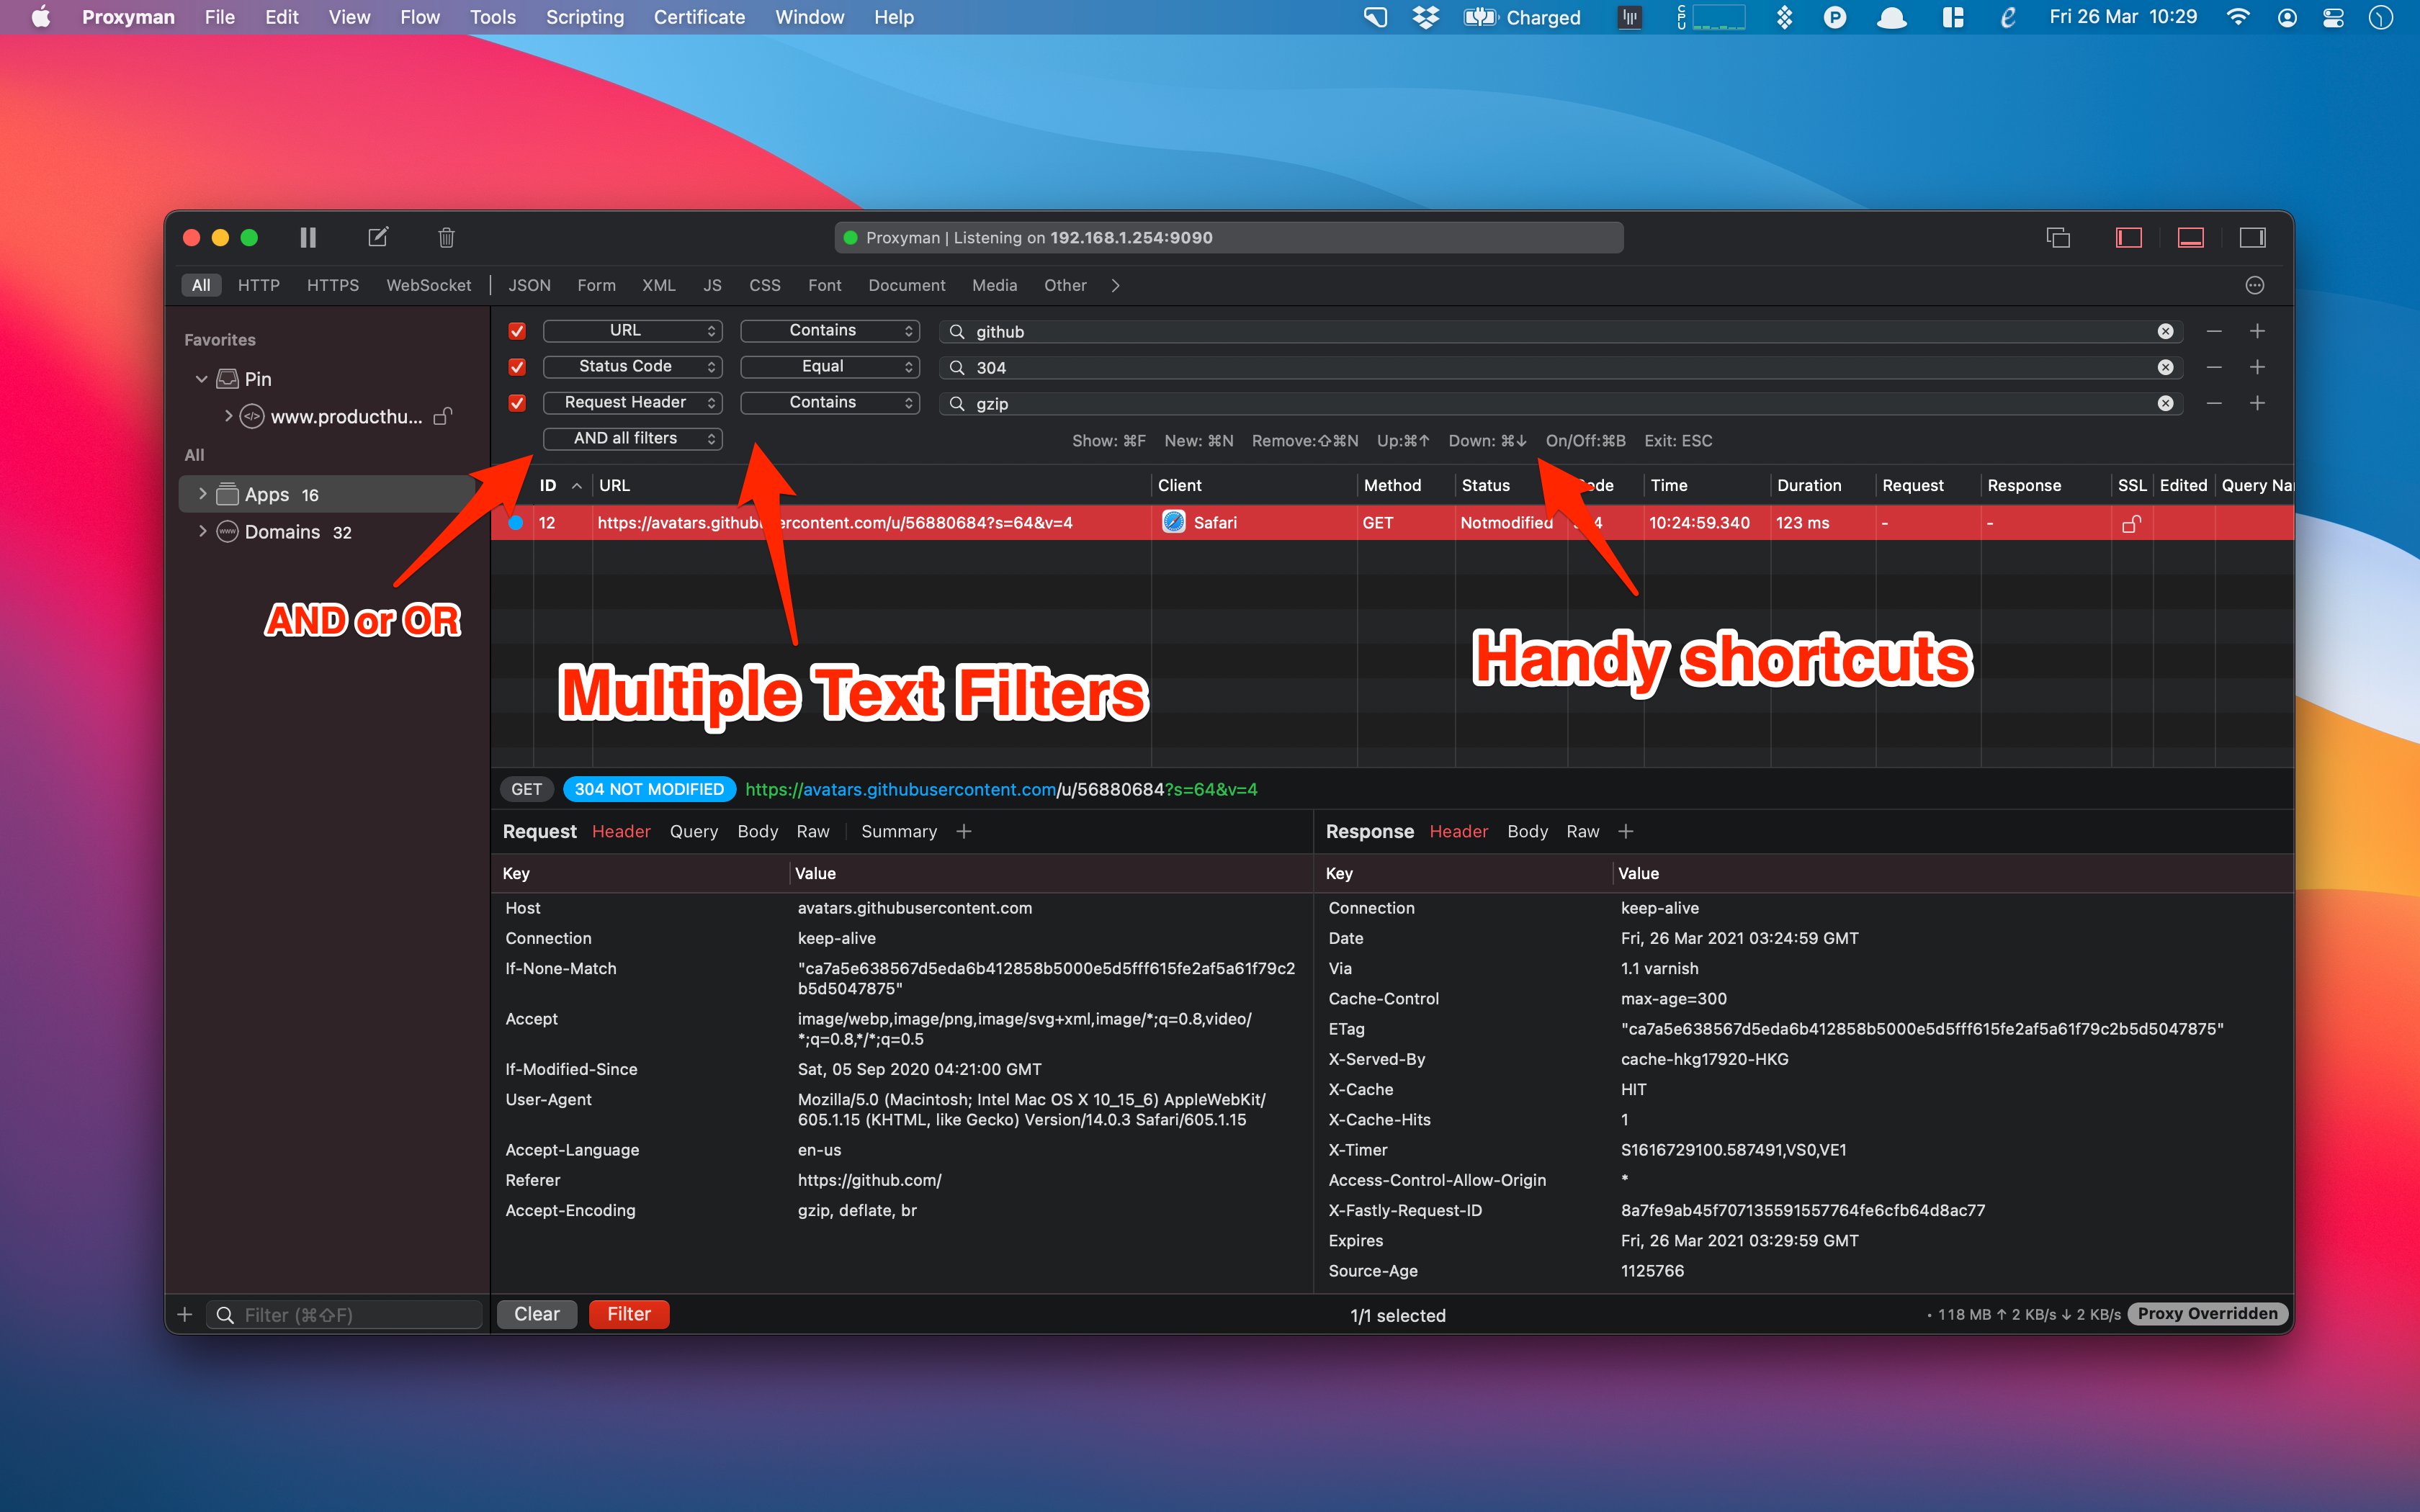 Proxyman File Edit View Flow Tools Scripting Certificate Window Help
Charged CPU Fri 26 Mar 10:29
Proxyman | Listening on 192.168.1.254:9090
All HTTP HTTPS WebSocket JSON Form XML JS CSS Font Document Media Other
Favorites
Pin
www.producthu...
All
Apps 16
Domains 32
URL Contains github
Status Code Equal 304
Request Header Contains gzip
AND all filters
Show: ⌘F New: ⌘N Remove:⇧⌘N Up:⌘↑ Down: ⌘↓ On/Off:⌘B Exit: ESC
ID URL Client Method Status Time Duration Request Response SSL Edited Query Na
12 https://avatars.githubusercontent.com/u/56880684?s=64&v=4 Safari GET Notmodified 10:24:59.340 123 ms - -
AND or OR
Multiple Text Filters
Handy shortcuts
GET 304 NOT MODIFIED https://avatars.githubusercontent.com/u/56880684?s=64&v=4
Request Header Query Body Raw Summary
Key Value
Host avatars.githubusercontent.com
Connection keep-alive
If-None-Match "ca7a5e638567d5eda6b412858b5000e5d5fff615fe2af5a61f79c2
b5d5047875"
Accept image/webp,image/png,image/svg+xml,image/*;q=0.8,video/
*;q=0.8,*/*;q=0.5
If-Modified-Since Sat, 05 Sep 2020 04:21:00 GMT
User-Agent Mozilla/5.0 (Macintosh; Intel Mac OS X 10_15_6) AppleWebKit/
605.1.15 (KHTML, like Gecko) Version/14.0.3 Safari/605.1.15
Accept-Language en-us
Referer https://github.com/
Accept-Encoding gzip, deflate, br
Response Header Body Raw
Key Value
Connection keep-alive
Date Fri, 26 Mar 2021 03:24:59 GMT
Via 1.1 varnish
Cache-Control max-age=300
ETag "ca7a5e638567d5eda6b412858b5000e5d5fff615fe2af5a61f79c2b5d5047875"
X-Served-By cache-hkg17920-HKG
X-Cache HIT
X-Cache-Hits 1
X-Timer S1616729100.587491,VS0,VE1
Access-Control-Allow-Origin *
X-Fastly-Request-ID 8a7fe9ab45f707135591557764fe6cfb64d8ac77
Expires Fri, 26 Mar 2021 03:29:59 GMT
Source-Age 1125766
Filter (⌘⇧F) Clear Filter 1/1 selected • 118 MB ↑ 2 KB/s ↓ 2 KB/s Proxy Overridden